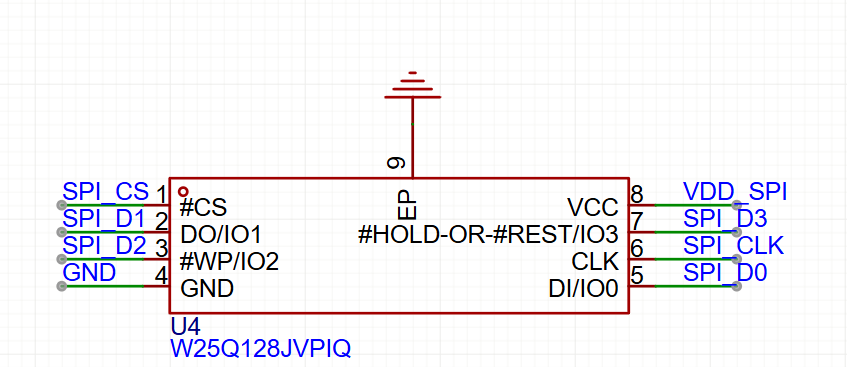 9
EP
SPI_CS 1 #CS
SPI_D1 2 DO/IO1
SPI_D2 3 #WP/IO2
GND 4 GND
VCC 8 VDD_SPI
#HOLD-OR-#REST/IO3 7 SPI_D3
CLK 6 SPI_CLK
DI/IO0 5 SPI_D0
U4
W25Q128JVPIQ